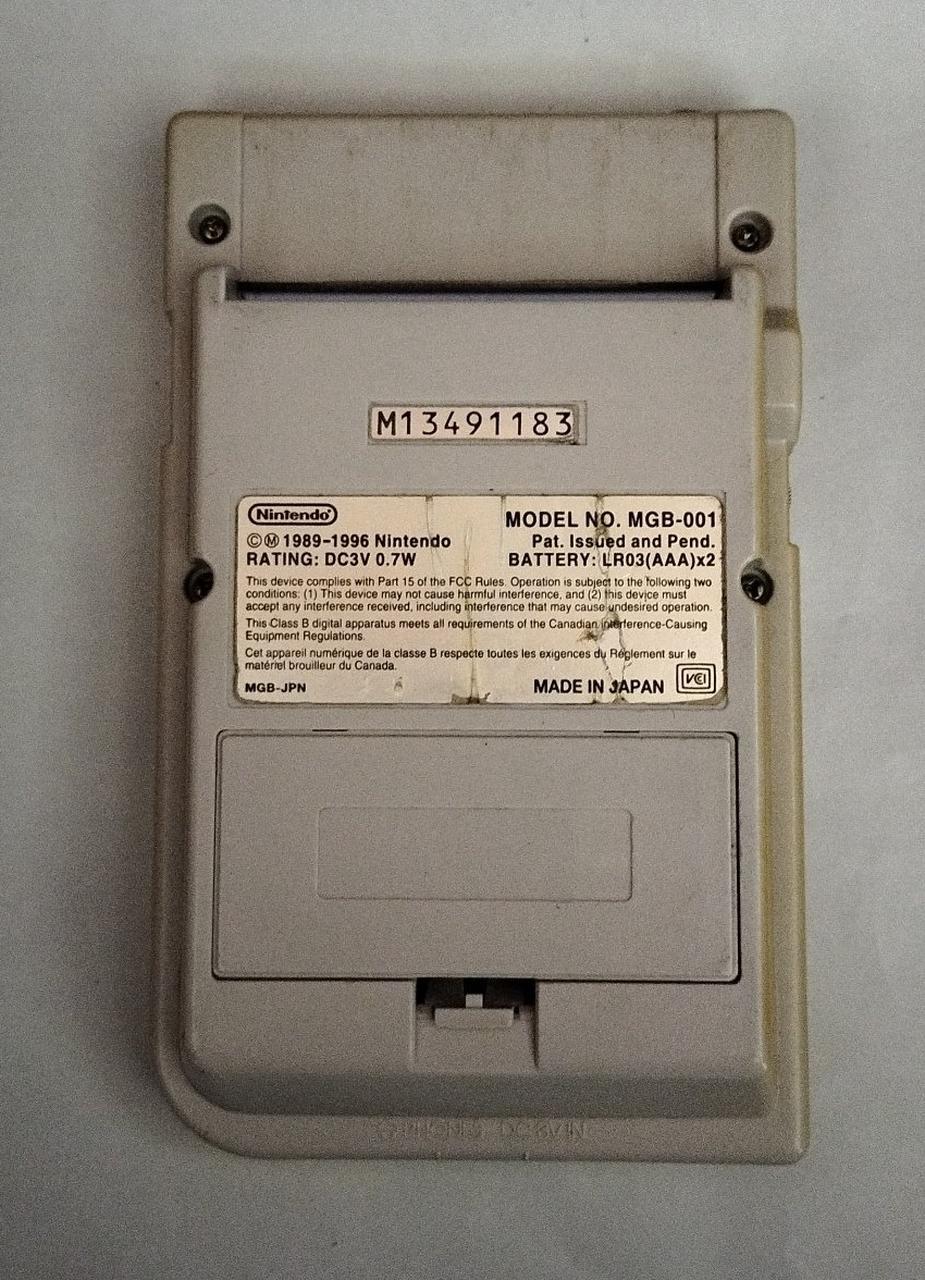 M13491183
Nintendo
MODEL NO. MGB-001
©Ⓜ 1989-1996 Nintendo
Pat. Issued and Pend.
RATING: DC3V 0.7W
BATTERY: LR03(AAA)x2
This device complies with Part 15 of the FCC Rules. Operation is subject to the following two
conditions: (1) This device may not cause harmful interference, and (2) this device must
accept any interference received, including interference that may cause undesired operation.
This Class B digital apparatus meets all requirements of the Canadian Interference-Causing
Equipment Regulations.
Cet apparei numérique de la classe B respecte toutes les exigences du Règlement sur le
matériel brouilleur du Canada.
MGB-JPN
MADE IN JAPAN
VCI
PHONES DC3V IN